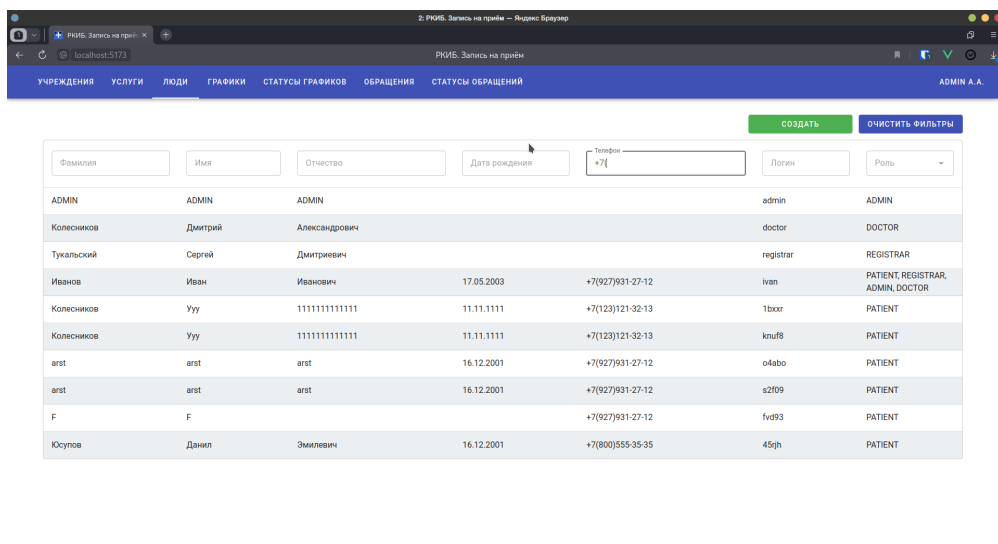 2: РКИБ. Запись на приём — Яндекс Браузер
1 РКИБ. Запись на приём
localhost:5173 РКИБ. Запись на приём
УЧРЕЖДЕНИЯ УСЛУГИ ЛЮДИ ГРАФИКИ СТАТУСЫ ГРАФИКОВ ОБРАЩЕНИЯ СТАТУСЫ ОБРАЩЕНИЙ ADMIN A.A.
СОЗДАТЬ ОЧИСТИТЬ ФИЛЬТРЫ
Телефон
Фамилия Имя Отчество Дата рождения +7( Логин Роль
ADMIN ADMIN ADMIN admin ADMIN
Колесников Дмитрий Александрович doctor DOCTOR
Тукальский Сергей Дмитриевич registrar REGISTRAR
Иванов Иван Иванович 17.05.2003 +7(927)931-27-12 ivan PATIENT, REGISTRAR,
ADMIN, DOCTOR
Колесников Ууу 1111111111111 11.11.1111 +7(123)121-32-13 1bxxr PATIENT
Колесников Ууу 111111111111 11.11.1111 +7(123)121-32-13 knuf8 PATIENT
arst arst arst 16.12.2001 +7(927)931-27-12 o4abo PATIENT
arst arst arst 16.12.2001 +7(927)931-27-12 s2f09 PATIENT
F F +7(927)931-27-12 fvd93 PATIENT
Юсупов Данил Эмилевич 16.12.2001 +7(800)555-35-35 45rjh PATIENT